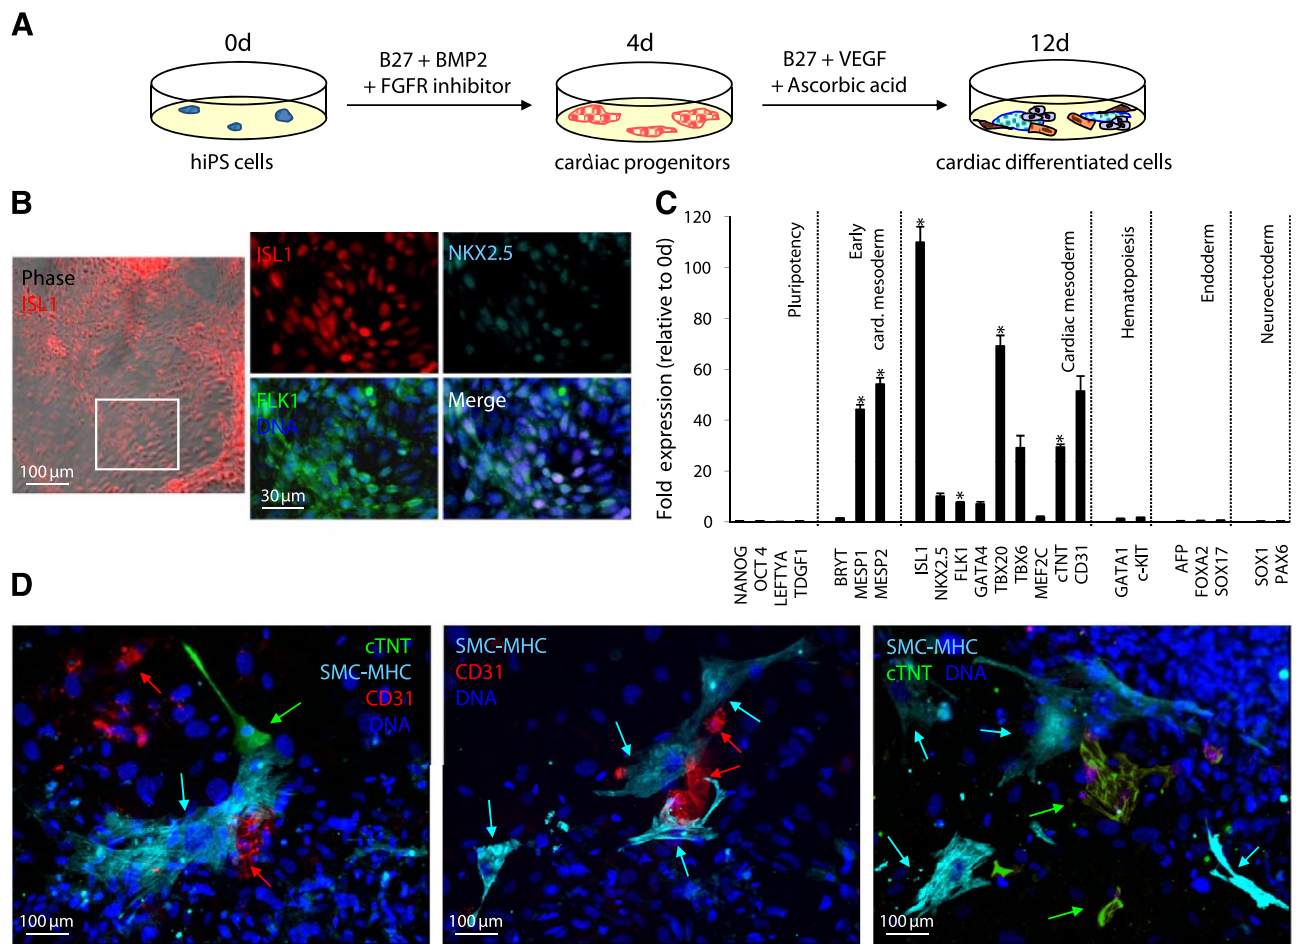 A
0d
B27 + BMP2
+ FGFR inhibitor
4d
B27 + VEGF
+ Ascorbic acid
12d
hiPS cells
cardiac progenitors
cardiac differentiated cells
B
Phase
ISL1
100 µm
ISL1
NKX2.5
FLK1
DNA
30 µm
Merge
C
Fold expression (relative to 0d)
120
100
80
60
40
20
0
Pluripotency
Early
card. mesoderm
Cardiac mesoderm
Hematopoiesis
Endoderm
Neuroectoderm
*
*
*
*
*
*
NANOG
OCT 4
LEFTYA
TDGF1
BRYT
MESP1
MESP2
ISL1
NKX2.5
FLK1
GATA4
TBX20
TBX6
MEF2C
cTNT
CD31
GATA1
c-KIT
AFP
FOXA2
SOX17
SOX1
PAX6
D
cTNT
SMC-MHC
CD31
DNA
100 µm
SMC-MHC
CD31
DNA
100 µm
SMC-MHC
cTNT DNA
100 µm